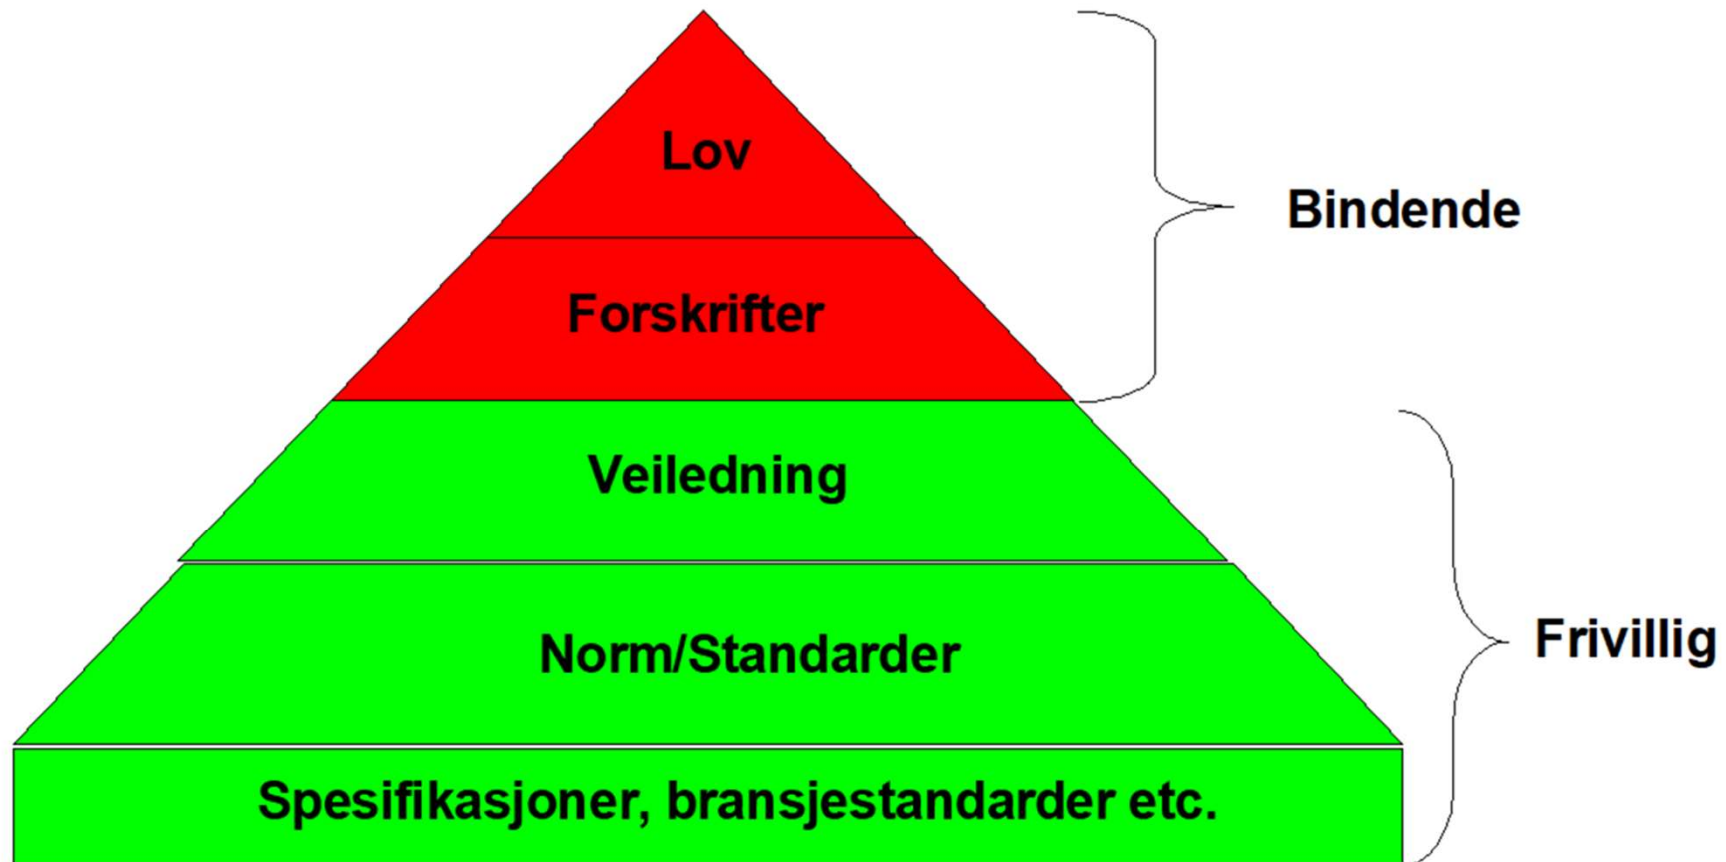 Lov
Bindende
Forskrifter
Veiledning
Frivillig
Norm/Standarder
Spesifikasjoner, bransjestandarder etc.